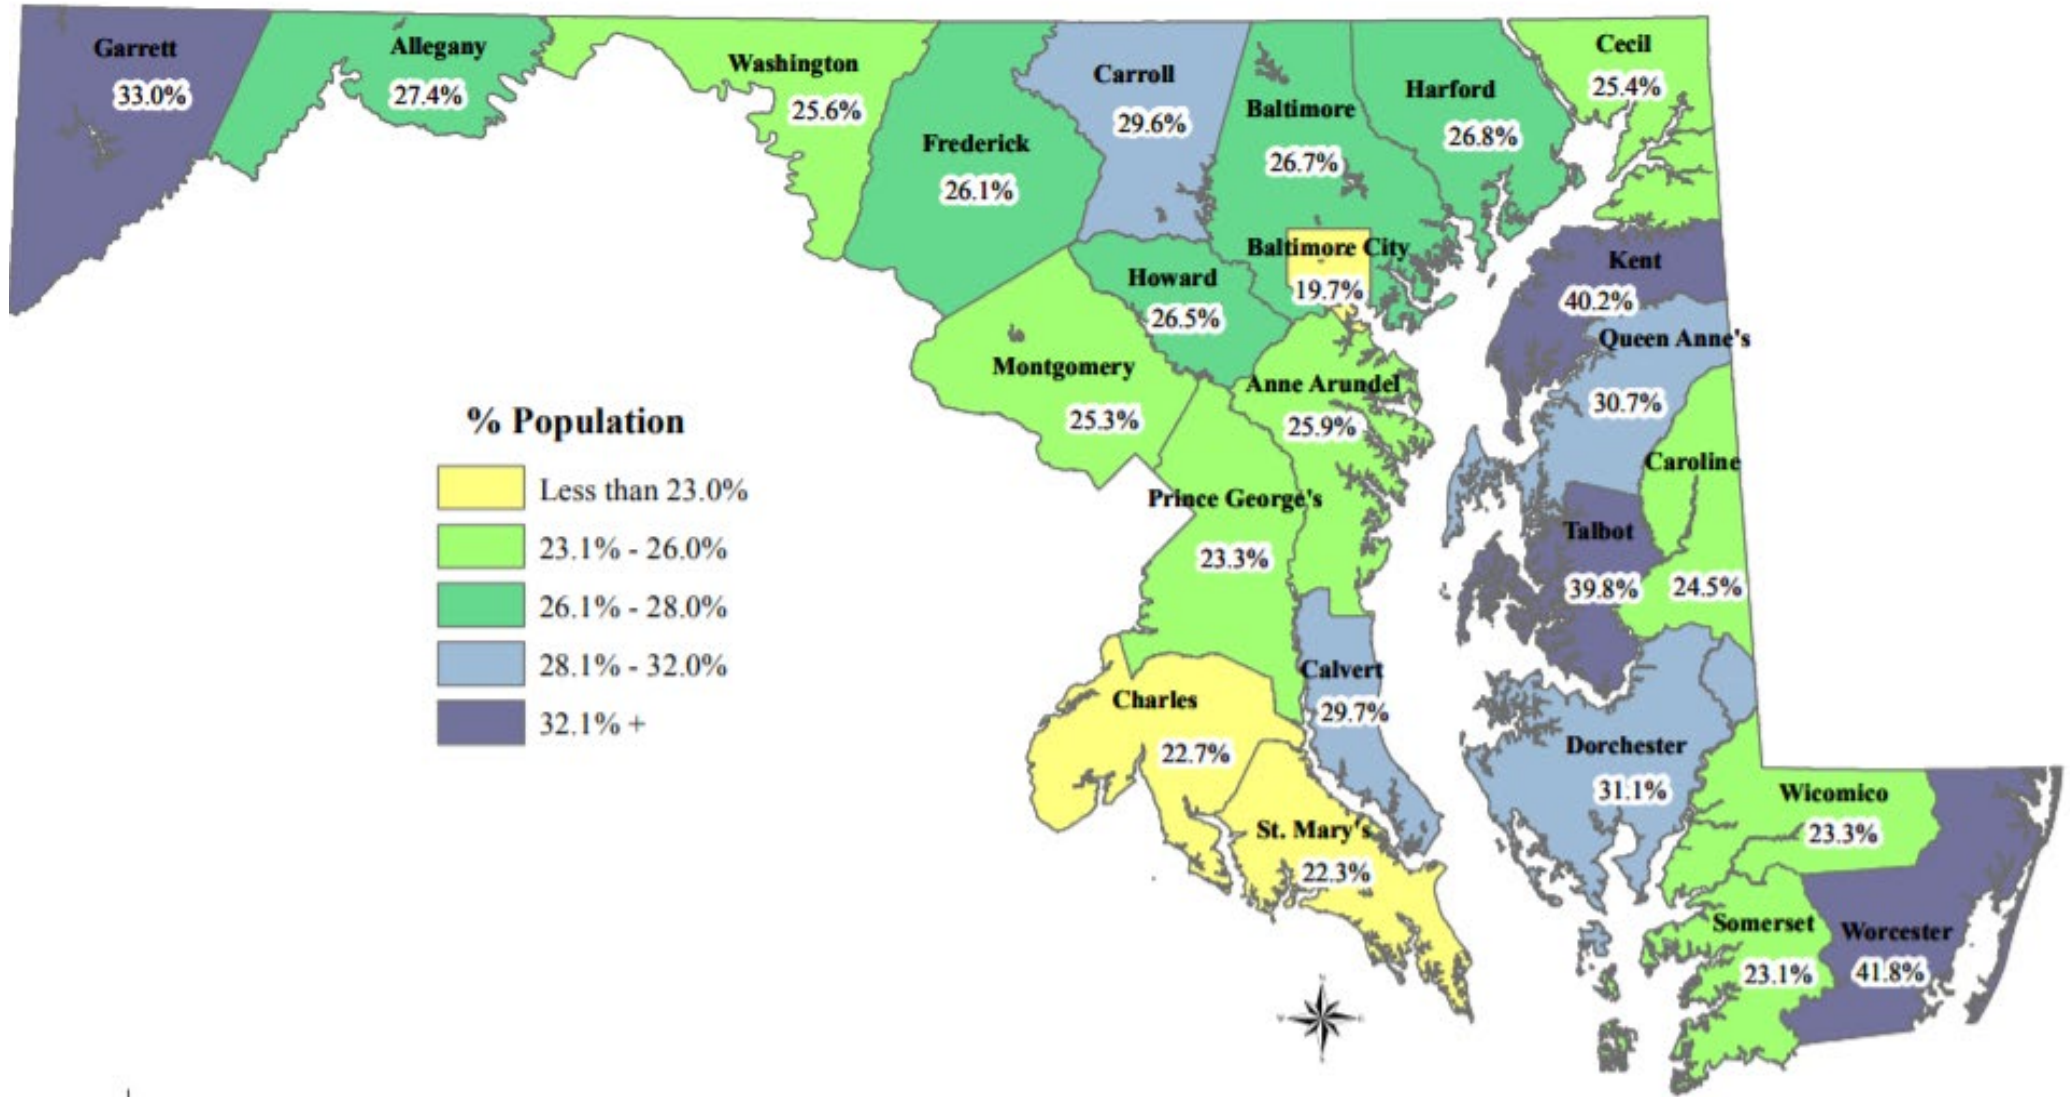 Garrett
33.0%
Allegany
27.4%
Washington
25.6%
Frederick
26.1%
Carroll
29.6%
Baltimore
26.7%
Harford
26.8%
Cecil
25.4%
Baltimore City
19.7%
Howard
26.5%
Kent
40.2%
Queen Anne's
30.7%
Montgomery
25.3%
Anne Arundel
25.9%
Caroline
24.5%
Prince George's
23.3%
Talbot
39.8%
% Population
Less than 23.0%
23.1% - 26.0%
26.1% - 28.0%
28.1% - 32.0%
32.1% +
Calvert
29.7%
Charles
22.7%
Dorchester
31.1%
St. Mary's
22.3%
Wicomico
23.3%
Somerset
23.1%
Worcester
41.8%